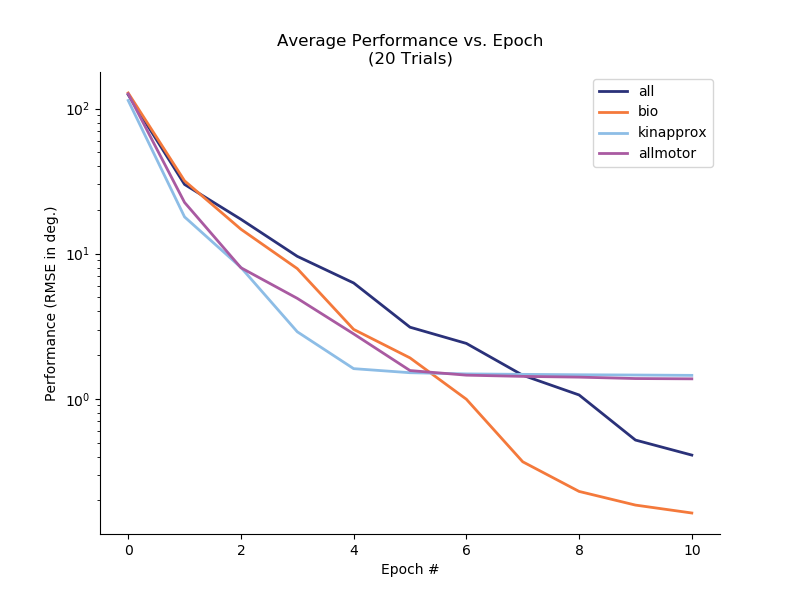 Average Performance vs. Epoch
(20 Trials)
all
bio
kinapprox
allmotor
Performance (RMSE in deg.)
10²
10¹
10⁰
0 2 4 6 8 10
Epoch #